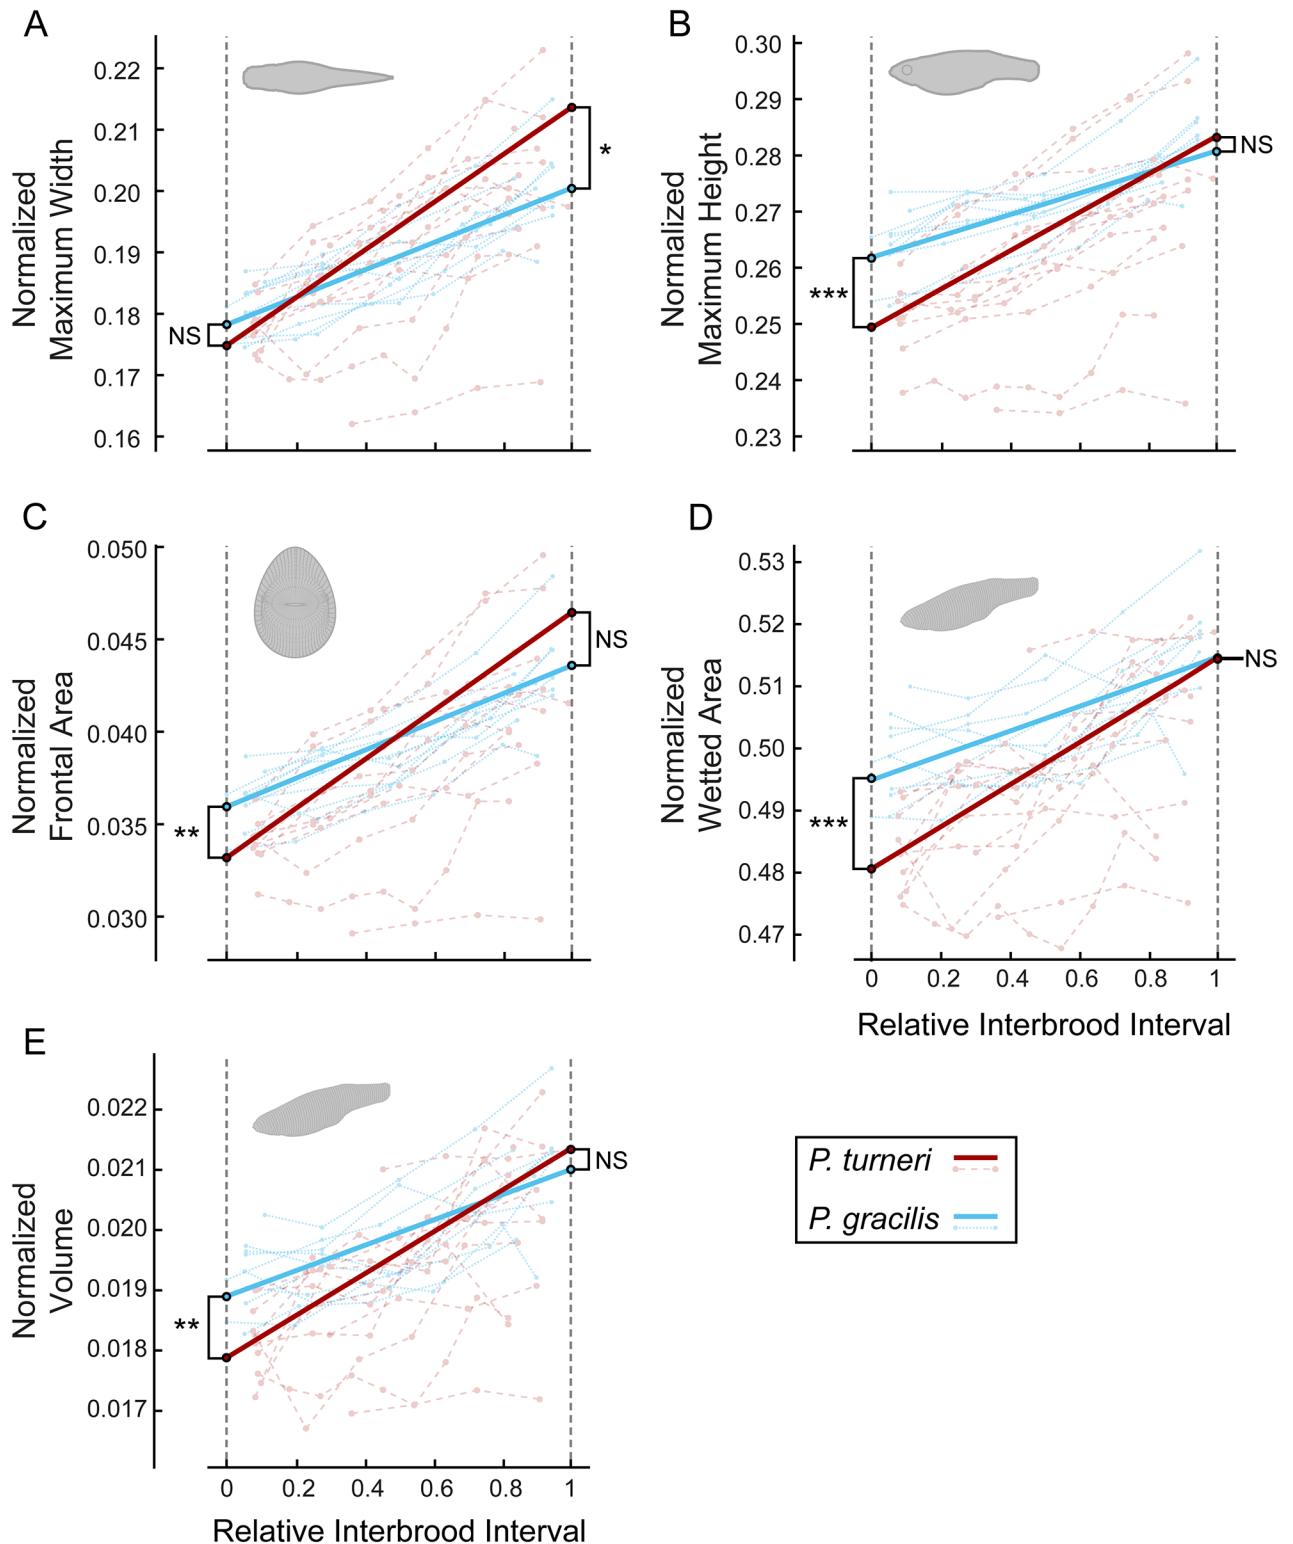 A
Normalized
Maximum Width
0.22
0.21
0.20
0.19
0.18
0.17
0.16
NS
*
B
Normalized
Maximum Height
0.30
0.29
0.28
0.27
0.26
0.25
0.24
0.23
***
NS
C
Normalized
Frontal Area
0.050
0.045
0.040
0.035
0.030
**
NS
D
Normalized
Wetted Area
0.53
0.52
0.51
0.50
0.49
0.48
0.47
***
NS
0 0.2 0.4 0.6 0.8 1
Relative Interbrood Interval
E
Normalized
Volume
0.022
0.021
0.020
0.019
0.018
0.017
**
NS
0 0.2 0.4 0.6 0.8 1
Relative Interbrood Interval
P. turneri
P. gracilis